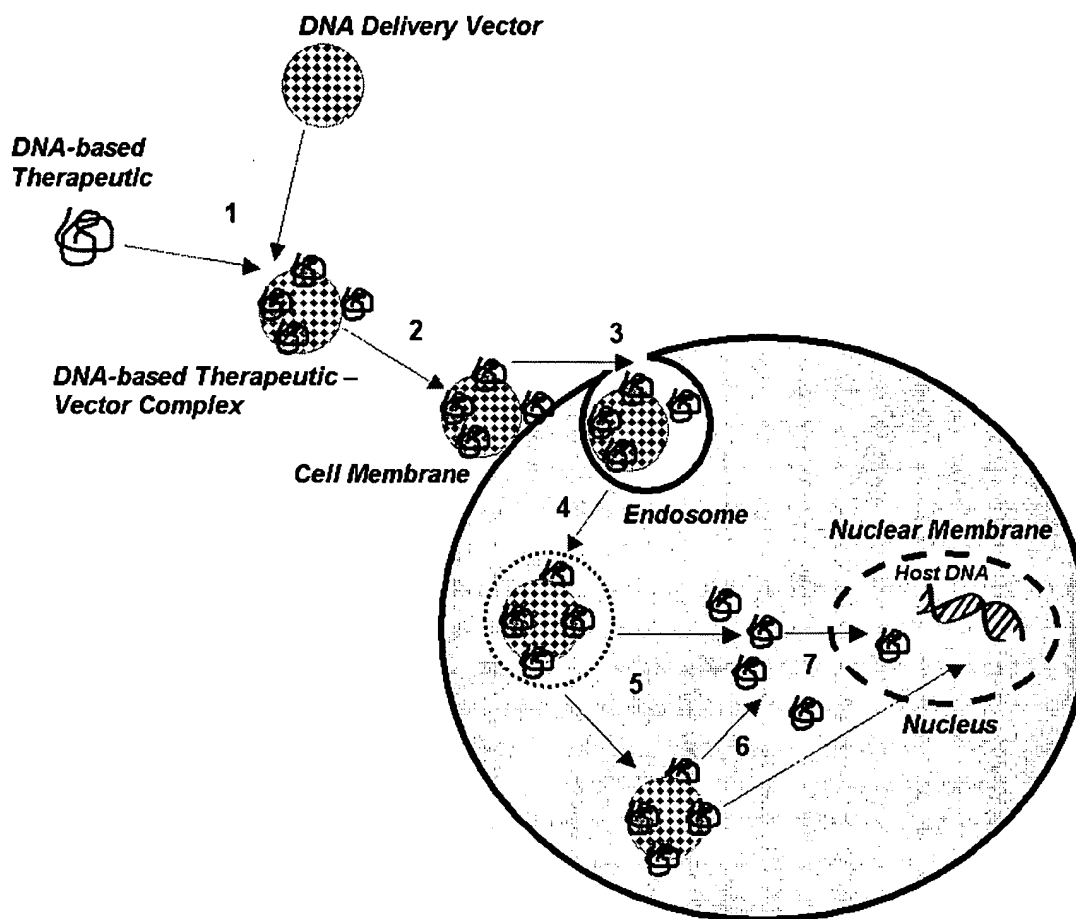 DNA Delivery Vector
DNA-based
Therapeutic
1
2
3
DNA-based Therapeutic –
Vector Complex
Cell Membrane
4
Endosome
Nuclear Membrane
Host DNA
5
7
6
Nucleus